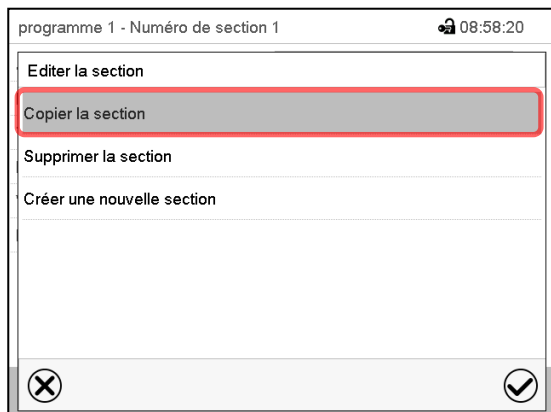 programme 1 - Numéro de section 1 08:58:20
Editer la section
Copier la section
Supprimer la section
Créer une nouvelle section